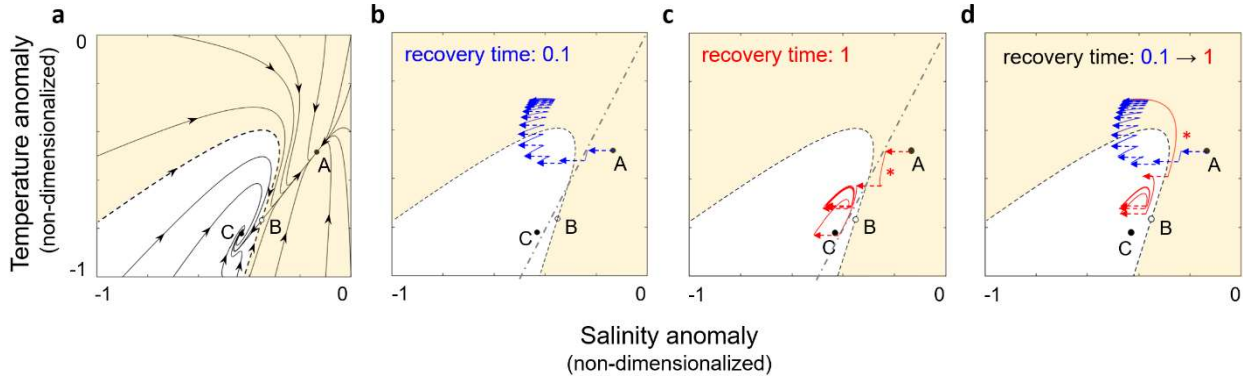 a
b
c
d
Temperature anomaly
(non-dimensionalized)
0
-1
-1
0
A
B
C
recovery time: 0.1
A
B
C
-1
0
recovery time: 1
*
A
B
C
-1
0
recovery time: 0.1 → 1
*
A
B
C
-1
0
Salinity anomaly
(non-dimensionalized)